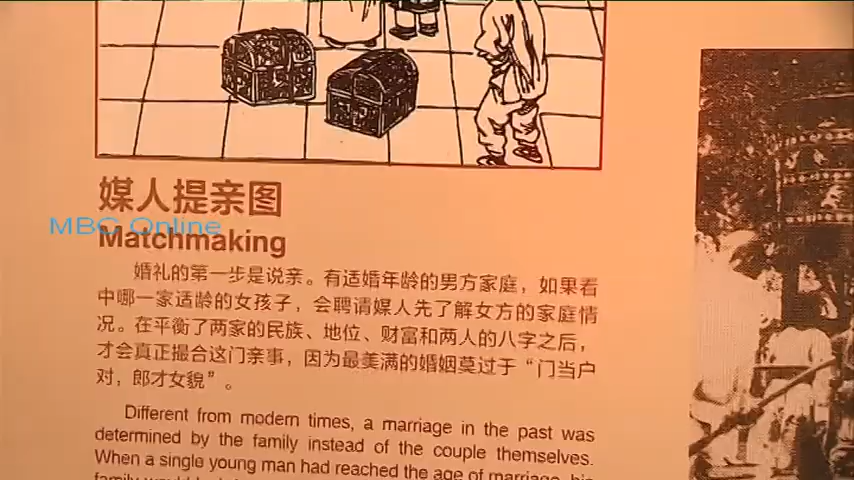 媒人提亲图
MBC Online
Matchmaking
婚礼的第一步是说亲。有适婚年龄的男方家庭，如果看
中哪一家适龄的女孩子，会聘请媒人先了解女方的家庭情
况。在平衡了两家的民族、地位、财富和两人的八字之后，
才会真正撮合这门亲事，因为最美满的婚姻莫过于“门当户
对，郎才女貌”。
Different from modern times, a marriage in the past was
determined by the family instead of the couple themselves.
When a single young man had reached the age of marriage, his
family would